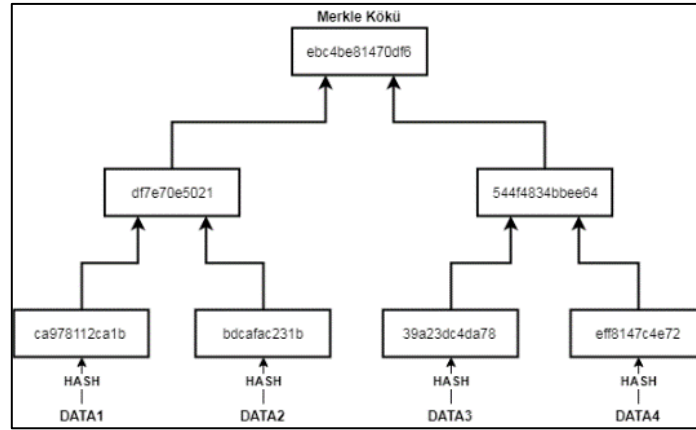 Merkle Kökü
ebc4be81470df6
df7e70e5021
544f4834bbee64
ca978112ca1b
bdcafac231b
39a23dc4da78
eff8147c4e72
HASH
HASH
HASH
HASH
DATA1
DATA2
DATA3
DATA4